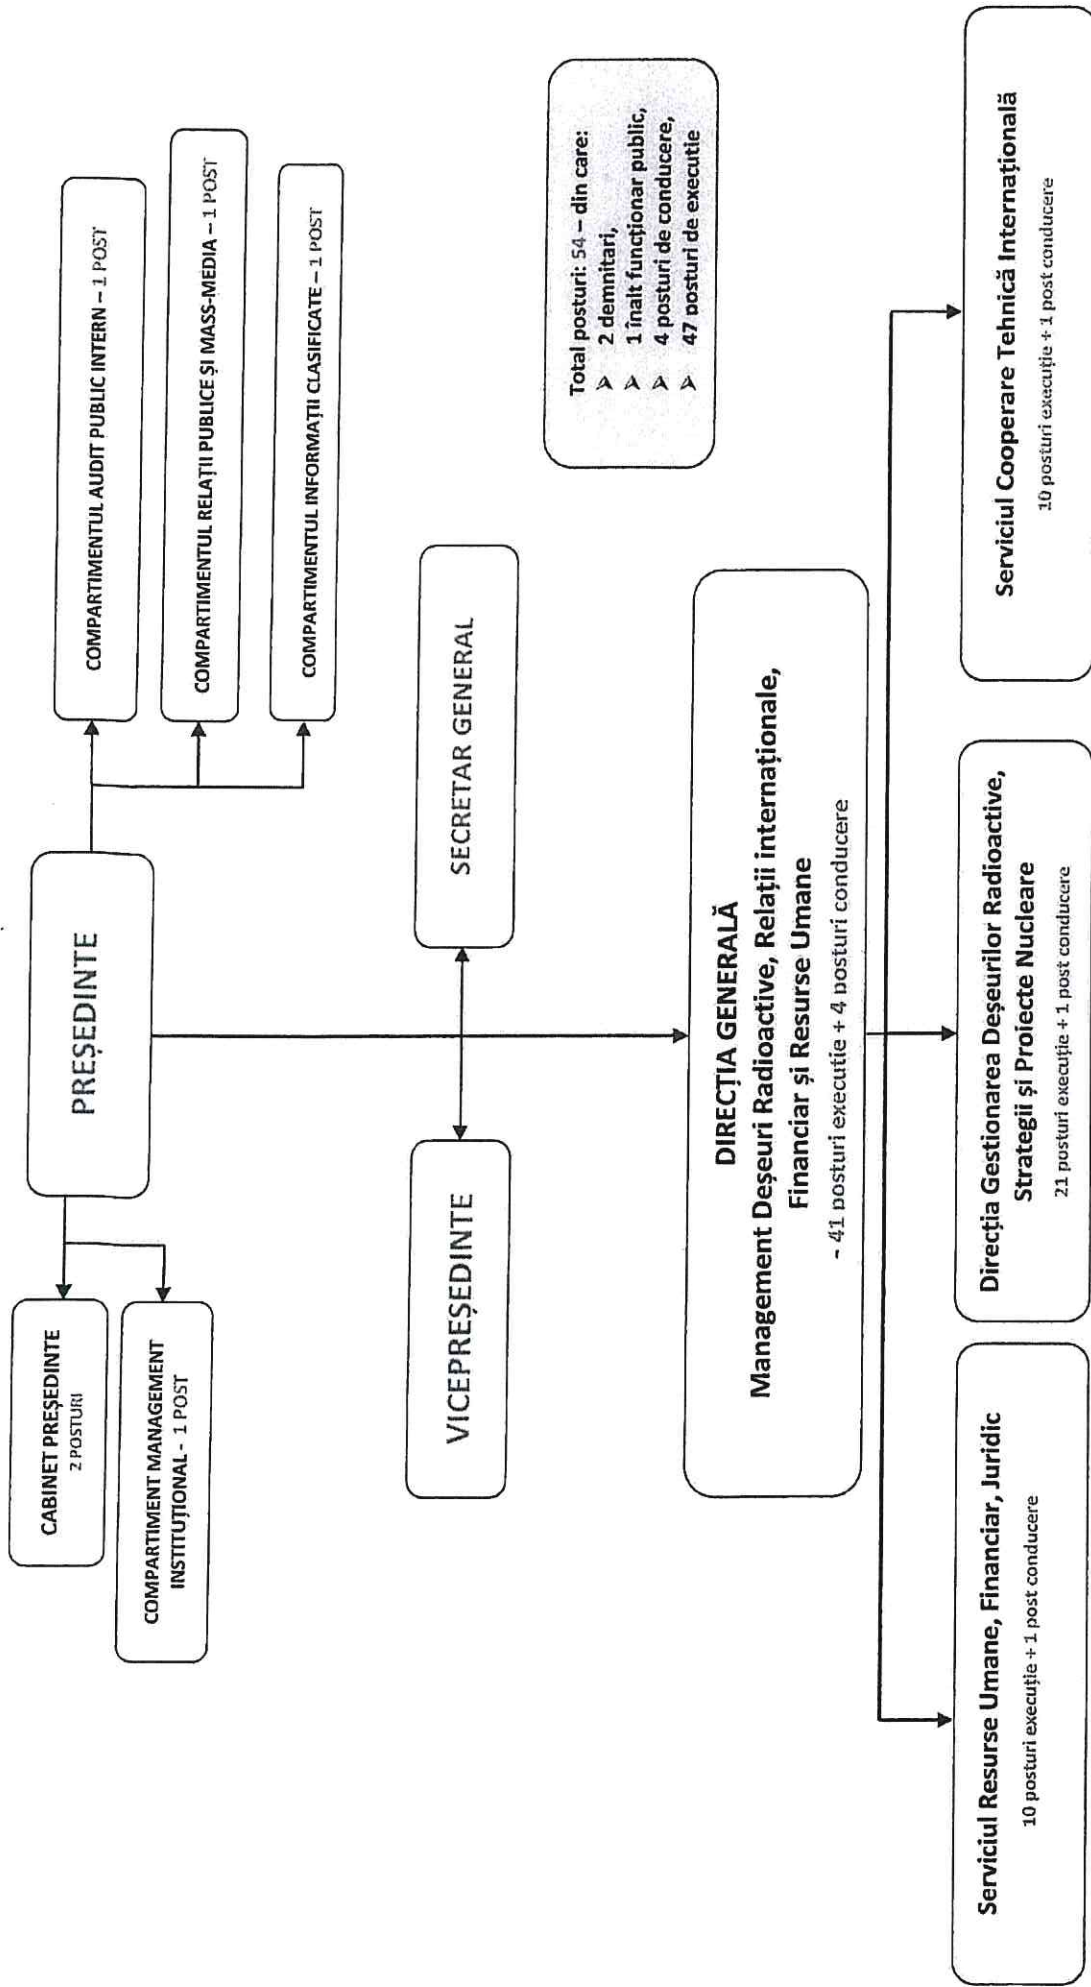 CABINET PREȘEDINTE
2 POSTURI
COMPARTIMENT MANAGEMENT
INSTITUȚIONAL - 1 POST
PREȘEDINTE
COMPARTIMENTUL AUDIT PUBLIC INTERN – 1 POST
COMPARTIMENTUL RELAȚII PUBLICE ȘI MASS-MEDIA – 1 POST
COMPARTIMENTUL INFORMAȚII CLASIFICATE – 1 POST
VICEPREȘEDINTE
SECRETAR GENERAL
Total posturi: 54 – din care:
➢ 2 demnitari,
➢ 1 înalt funcționar public,
➢ 4 posturi de conducere,
➢ 47 posturi de executie
DIRECȚIA GENERALĂ
Management Deșeuri Radioactive, Relații internaționale,
Financiar și Resurse Umane
- 41 posturi executie + 4 posturi conducere
Serviciul Resurse Umane, Financiar, Juridic
10 posturi execuție + 1 post conducere
Direcția Gestionarea Deșeurilor Radioactive,
Strategii și Proiecte Nucleare
21 posturi execuție + 1 post conducere
Serviciul Cooperare Tehnică Internațională
10 posturi execuție + 1 post conducere